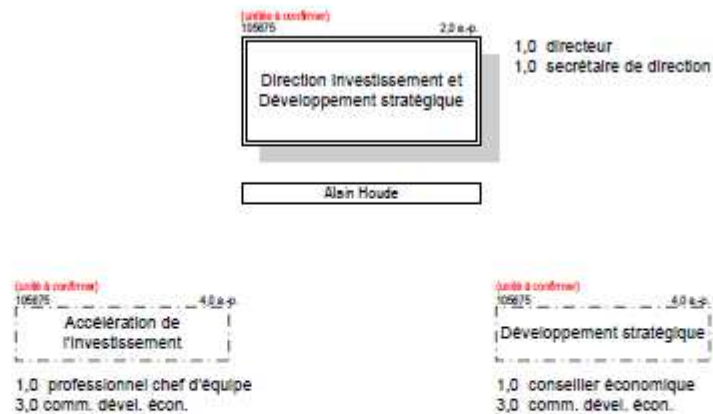 (unité à confirmer)
105675 2,0 e.-p.
Direction Investissement et
Développement stratégique
1,0 directeur
1,0 secrétaire de direction
Alain Houde
(unité à confirmer)
105675 4,0 e.-p.
Accélération de
l'investissement
1,0 professionnel chef d'équipe
3,0 comm. dével. écon.
(unité à confirmer)
105675 4,0 e.-p.
Développement stratégique
1,0 conseiller économique
3,0 comm. dével. écon.